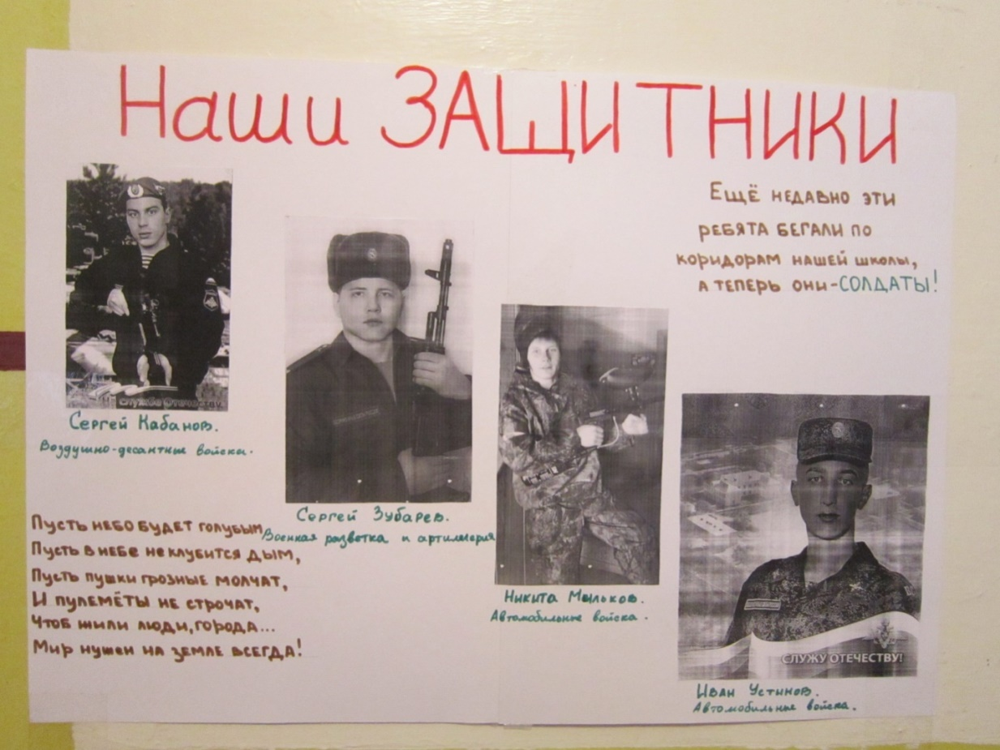 Наши ЗАЩИТНИКИ
Ещё недавно эти
ребята бегали по
коридорам нашей школы,
а теперь они - СОЛДАТЫ!
Служба Отечеству
Сергей Кабанов.
Воздушно-десантные войска.
Сергей Зубарев.
Военная разветка и артиллерия
Никита Мыльков.
Автомобильные войска.
СЛУЖУ ОТЕЧЕСТВУ!
Иван Устинов.
Автомобильные войска.
Пусть небо будет голубым
Пусть в небе не клубится дым,
Пусть пушки грозные молчат,
И пулемёты не строчат,
Чтоб жили люди, города...
Мир нужен на земле всегда!